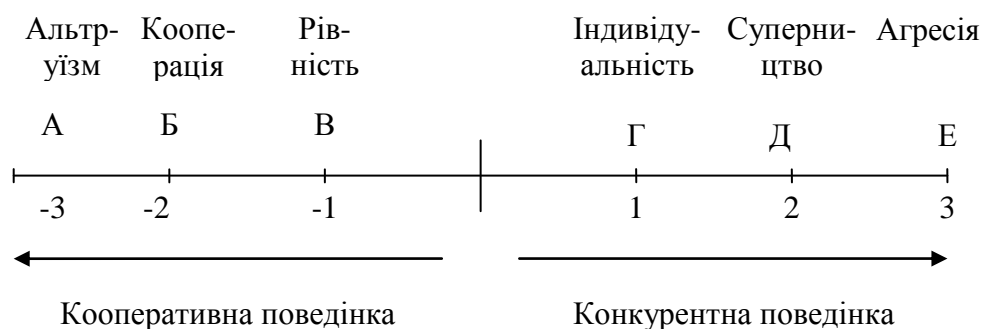 Альтр- Коопе- Рів- Індивіду- Суперни- Агресія
уїзм рація ність альність цтво
А Б В Г Д Е
-3 -2 -1 1 2 3
Кооперативна поведінка Конкурентна поведінка